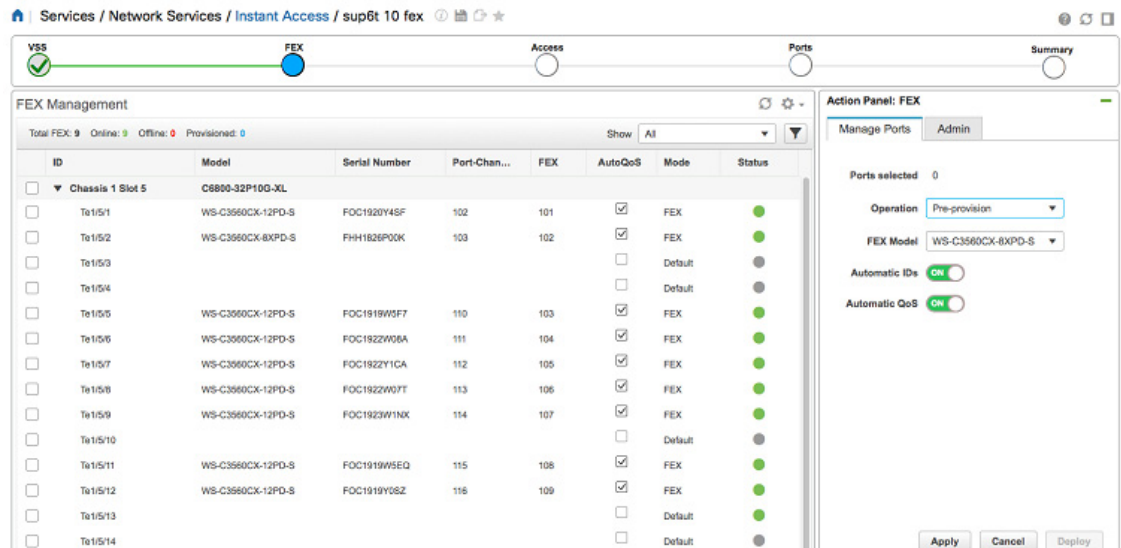 Services / Network Services / Instant Access / sup6t 10 fex
VSS FEX Access Ports Summary
FEX Management
Total FEX: 9 Online: 9 Offline: 0 Provisioned: 0 Show All
ID Model Serial Number Port-Chan... FEX AutoQoS Mode Status
Chassis 1 Slot 5 C6800-32P10G-XL
Te1/5/1 WS-C3560CX-12PD-S FOC1920Y4SF 102 101 FEX
Te1/5/2 WS-C3560CX-8XPD-S FHH1826P00K 103 102 FEX
Te1/5/3 Default
Te1/5/4 Default
Te1/5/5 WS-C3560CX-12PD-S FOC1919W5F7 110 103 FEX
Te1/5/6 WS-C3560CX-12PD-S FOC1922W08A 111 104 FEX
Te1/5/7 WS-C3560CX-12PD-S FOC1922Y1CA 112 105 FEX
Te1/5/8 WS-C3560CX-12PD-S FOC1922W07T 113 106 FEX
Te1/5/9 WS-C3560CX-12PD-S FOC1923W1NX 114 107 FEX
Te1/5/10 Default
Te1/5/11 WS-C3560CX-12PD-S FOC1919W5EQ 115 108 FEX
Te1/5/12 WS-C3560CX-12PD-S FOC1919Y0SZ 116 109 FEX
Te1/5/13 Default
Te1/5/14 Default
Action Panel: FEX
Manage Ports Admin
Ports selected 0
Operation Pre-provision
FEX Model WS-C3560CX-8XPD-S
Automatic IDs ON
Automatic QoS ON
Apply Cancel Deploy